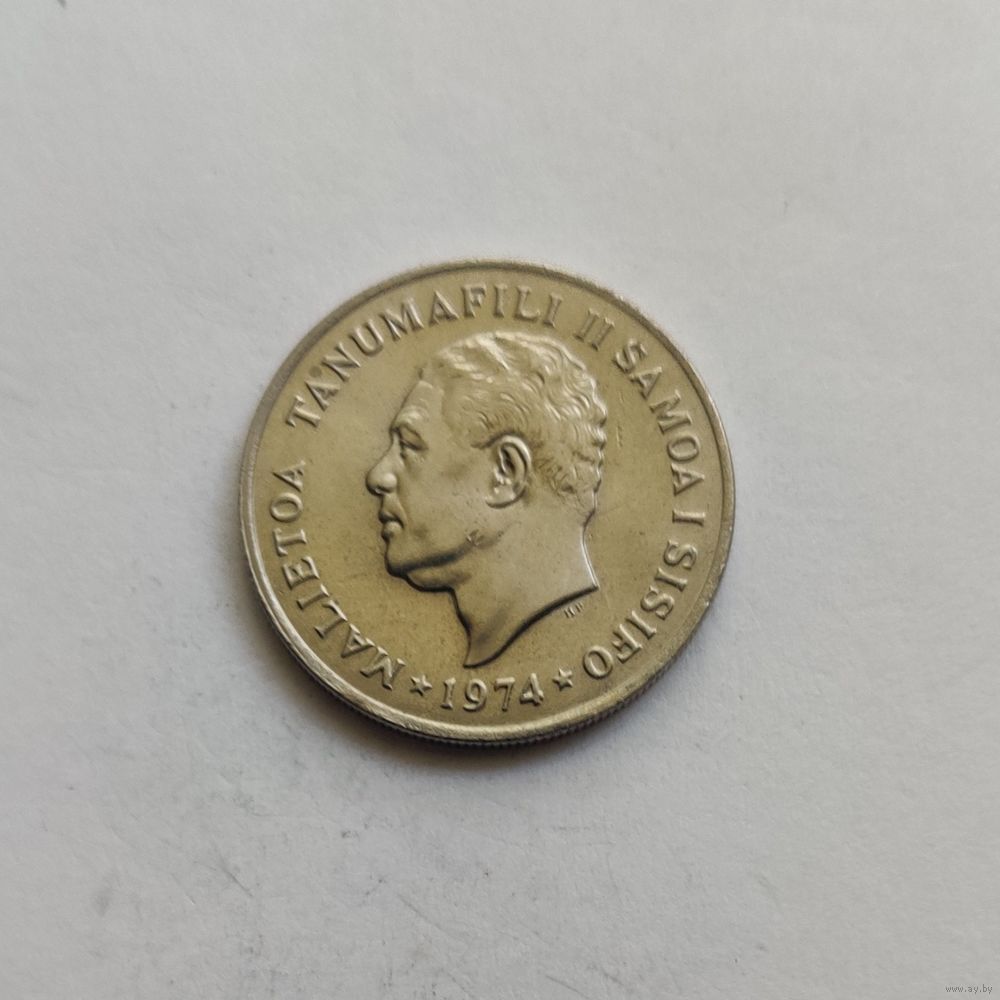 MALIETOA TANUMAFILI II SAMOA I SISIFO
★ 1974 ★
www.ay.by